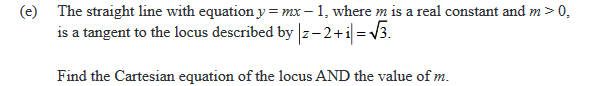 (e) The straight line with equation y = mx – 1, where m is a real constant and m > 0,
is a tangent to the locus described by |z – 2 + i| = √3.
Find the Cartesian equation of the locus AND the value of m.